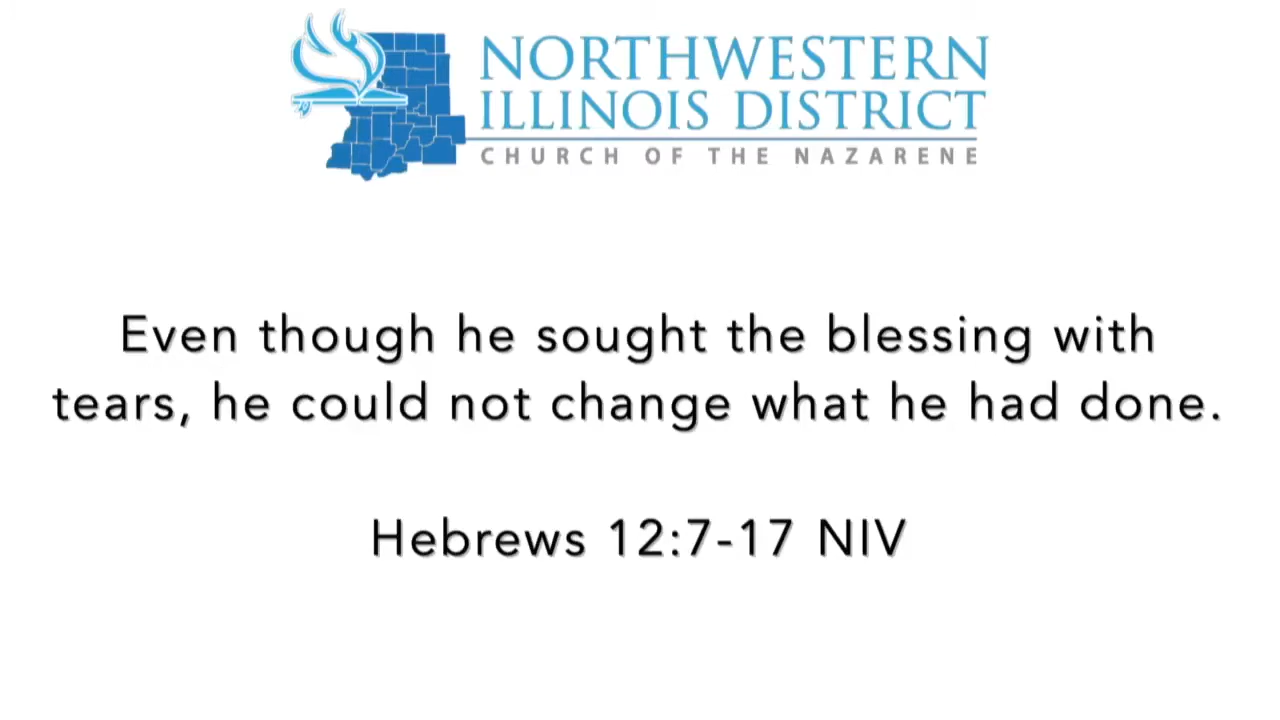 NORTHWESTERN
ILLINOIS DISTRICT
CHURCH OF THE NAZARENE
Even though he sought the blessing with
tears, he could not change what he had done.
Hebrews 12:7-17 NIV